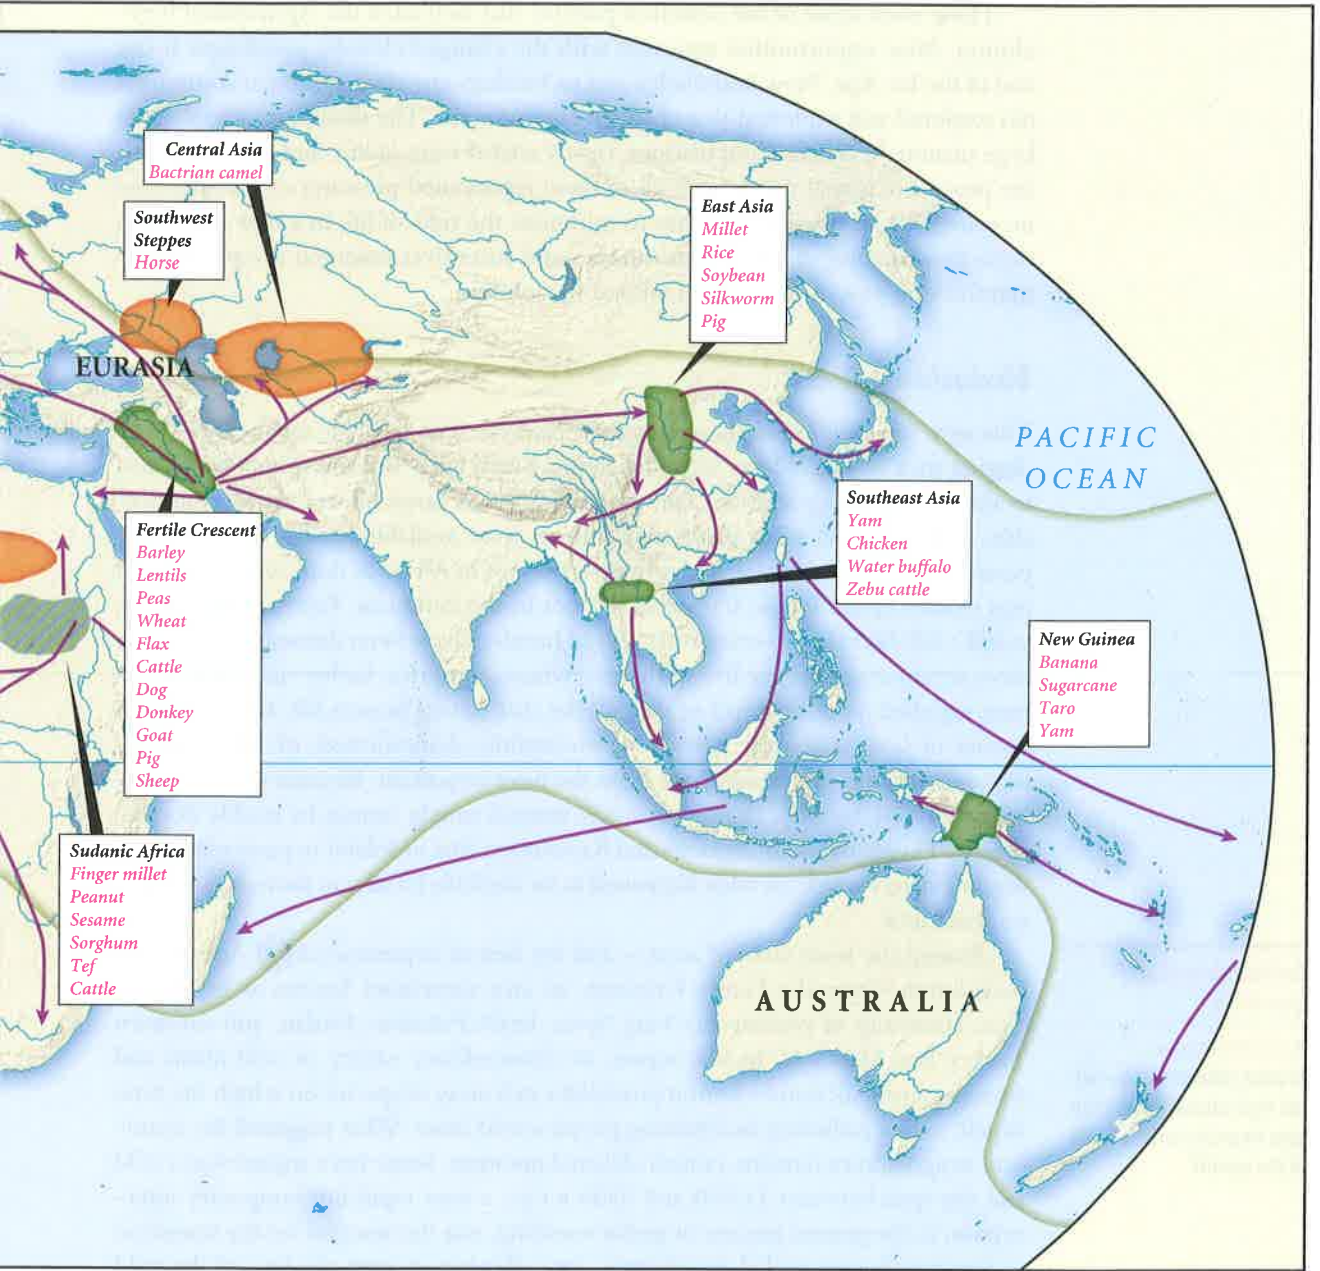 Central Asia
Bactrian camel
Southwest
Steppes
Horse
East Asia
Millet
Rice
Soybean
Silkworm
Pig
EURASIA
PACIFIC
OCEAN
Fertile Crescent
Barley
Lentils
Peas
Wheat
Flax
Cattle
Dog
Donkey
Goat
Pig
Sheep
Southeast Asia
Yam
Chicken
Water buffalo
Zebu cattle
New Guinea
Banana
Sugarcane
Taro
Yam
Sudanic Africa
Finger millet
Peanut
Sesame
Sorghum
Tef
Cattle
AUSTRALIA